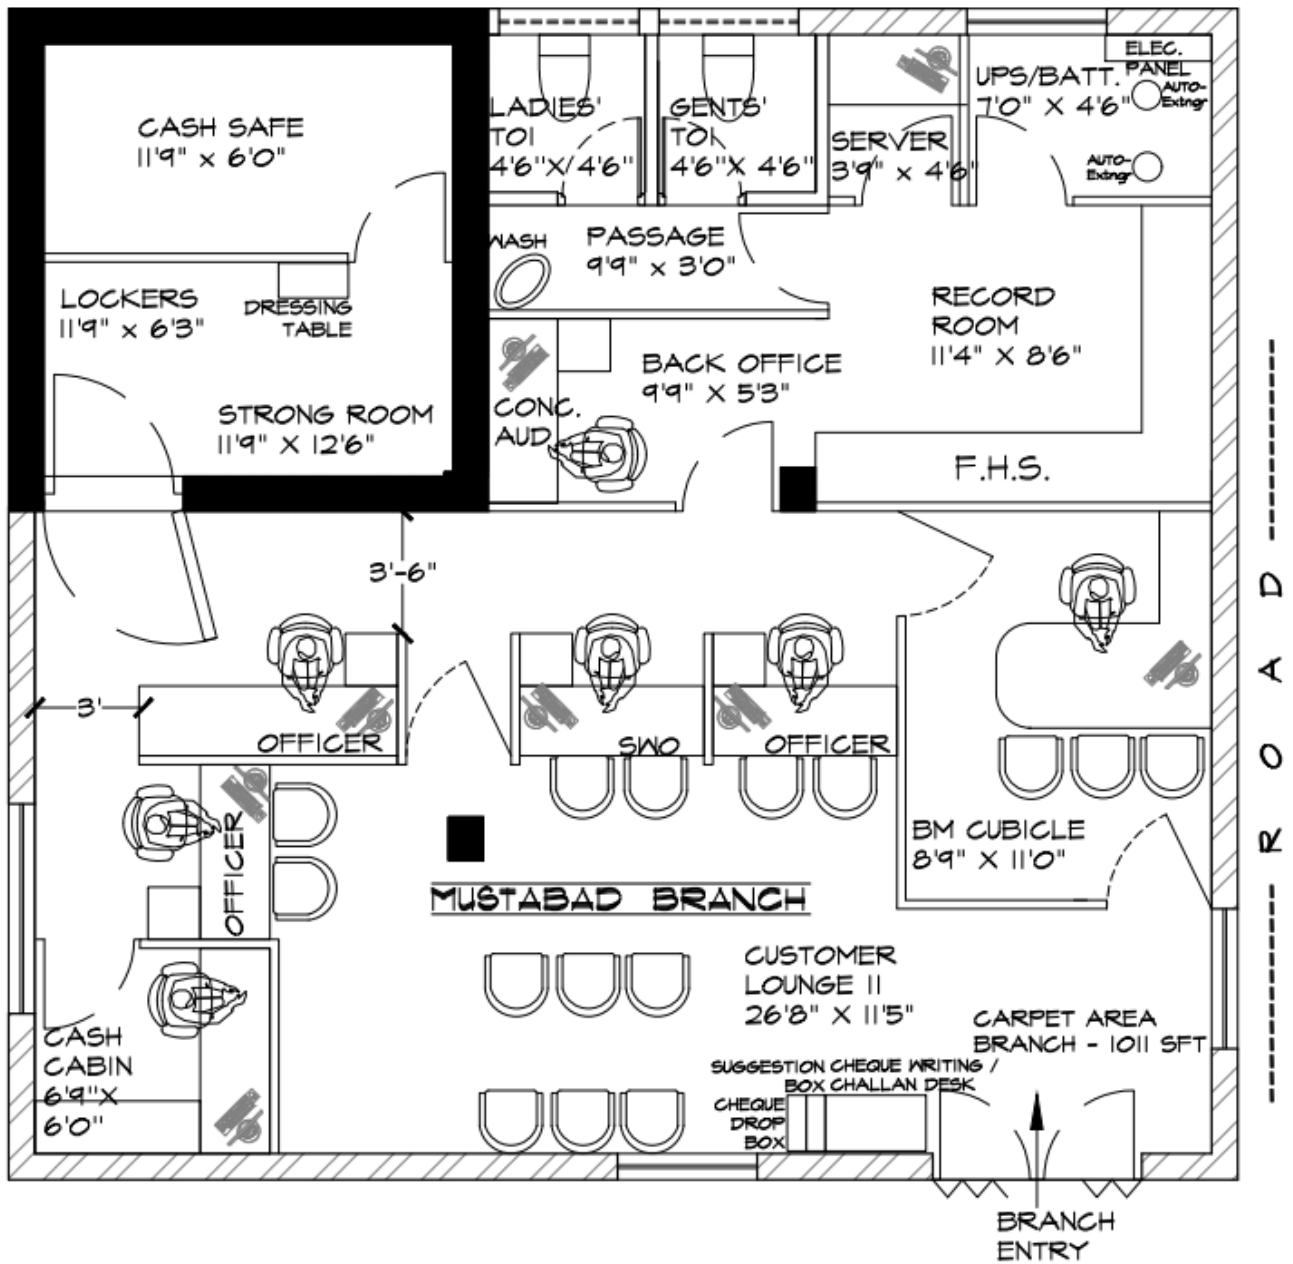 CASH SAFE
11'9" x 6'0"
LADIES'
TOI
4'6"X 4'6"
GENTS'
TOI
4'6"X 4'6"
SERVER
3'9" x 4'6"
UPS/BATT.
7'0" X 4'6"
ELEC.
PANEL
AUTO-
Extngr
AUTO-
Extngr
WASH
PASSAGE
9'9" x 3'0"
LOCKERS
11'9" x 6'3"
DRESSING
TABLE
RECORD
ROOM
11'4" X 8'6"
BACK OFFICE
9'9" X 5'3"
CONC.
AUD.
STRONG ROOM
11'9" X 12'6"
F.H.S.
3'-6"
3'
OFFICER
SWO
OFFICER
OFFICER
BM CUBICLE
8'9" X 11'0"
ROAD
MUSTABAD BRANCH
CUSTOMER
LOUNGE II
26'8" X 11'5"
CARPET AREA
BRANCH - 1011 SFT
CASH
CABIN
6'9"X
6'0"
SUGGESTION
BOX
CHEQUE WRITING /
CHALLAN DESK
CHEQUE
DROP
BOX
BRANCH
ENTRY